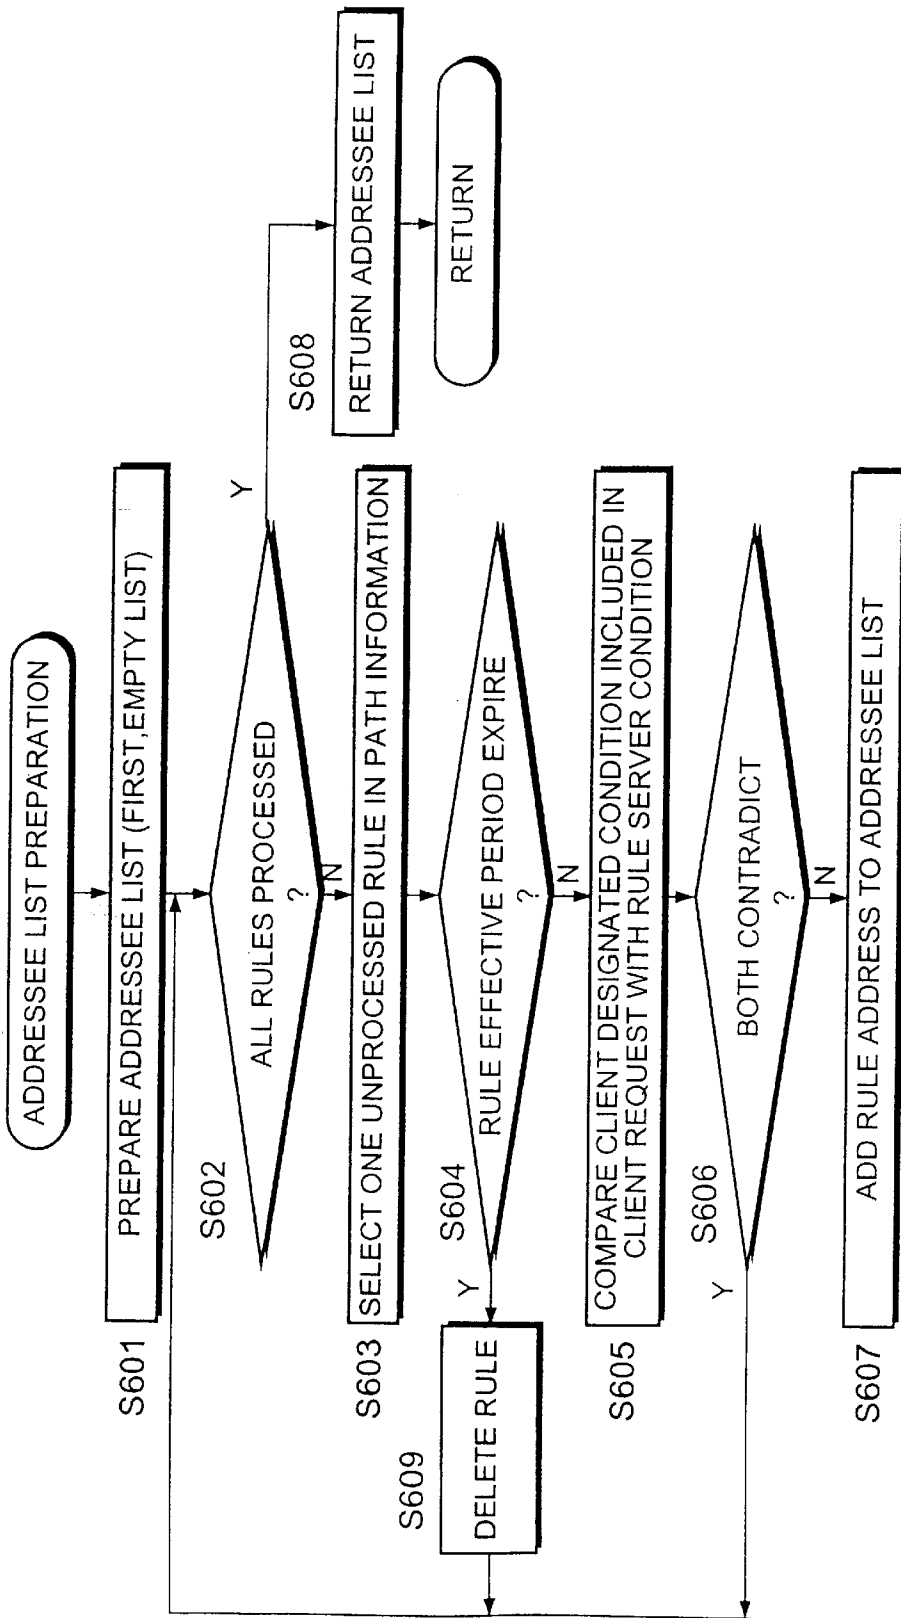 ADDRESSEE LIST PREPARATION
S601
PREPARE ADDRESSEE LIST (FIRST,EMPTY LIST)
S602
ALL RULES PROCESSED
?
Y
N
S608
RETURN ADDRESSEE LIST
RETURN
S603
SELECT ONE UNPROCESSED RULE IN PATH INFORMATION
S604
RULE EFFECTIVE PERIOD EXPIRE
?
Y
N
S609
DELETE RULE
S605
COMPARE CLIENT DESIGNATED CONDITION INCLUDED IN
CLIENT REQUEST WITH RULE SERVER CONDITION
S606
BOTH CONTRADICT
?
Y
N
S607
ADD RULE ADDRESS TO ADDRESSEE LIST